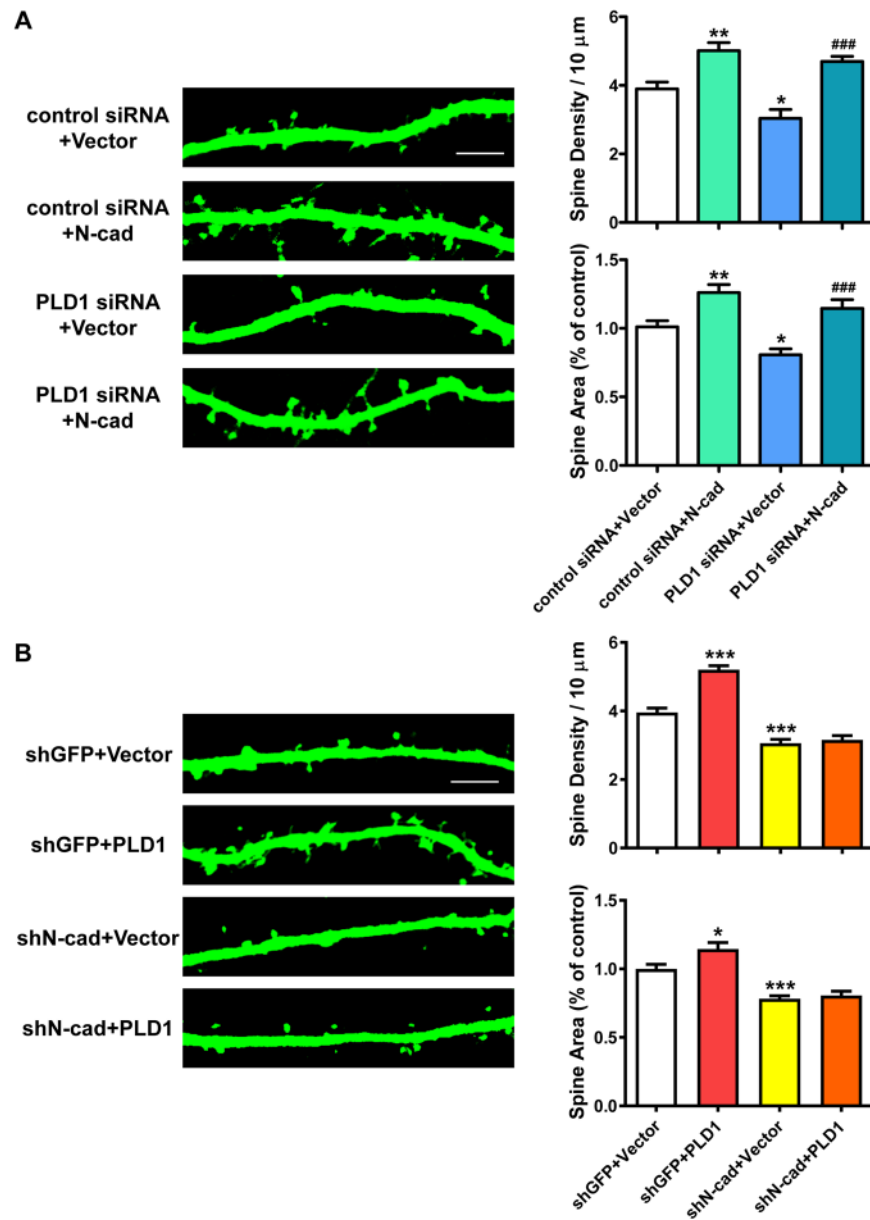 A
control siRNA
+Vector
control siRNA
+N-cad
PLD1 siRNA
+Vector
PLD1 siRNA
+N-cad
Spine Density / 10 μm
6
4
2
0
**
*
###
Spine Area (% of control)
1.5
1.0
0.5
0.0
**
*
###
control siRNA+Vector
control siRNA+N-cad
PLD1 siRNA+Vector
PLD1 siRNA+N-cad
B
shGFP+Vector
shGFP+PLD1
shN-cad+Vector
shN-cad+PLD1
Spine Density / 10 μm
6
4
2
0
***
***
Spine Area (% of control)
1.5
1.0
0.5
0.0
*
***
shGFP+Vector
shGFP+PLD1
shN-cad+Vector
shN-cad+PLD1